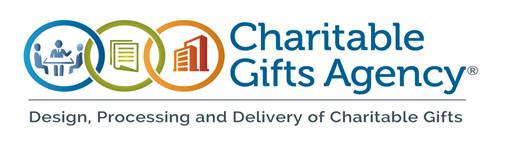 Charitable
Gifts Agency®
Design, Processing and Delivery of Charitable Gifts